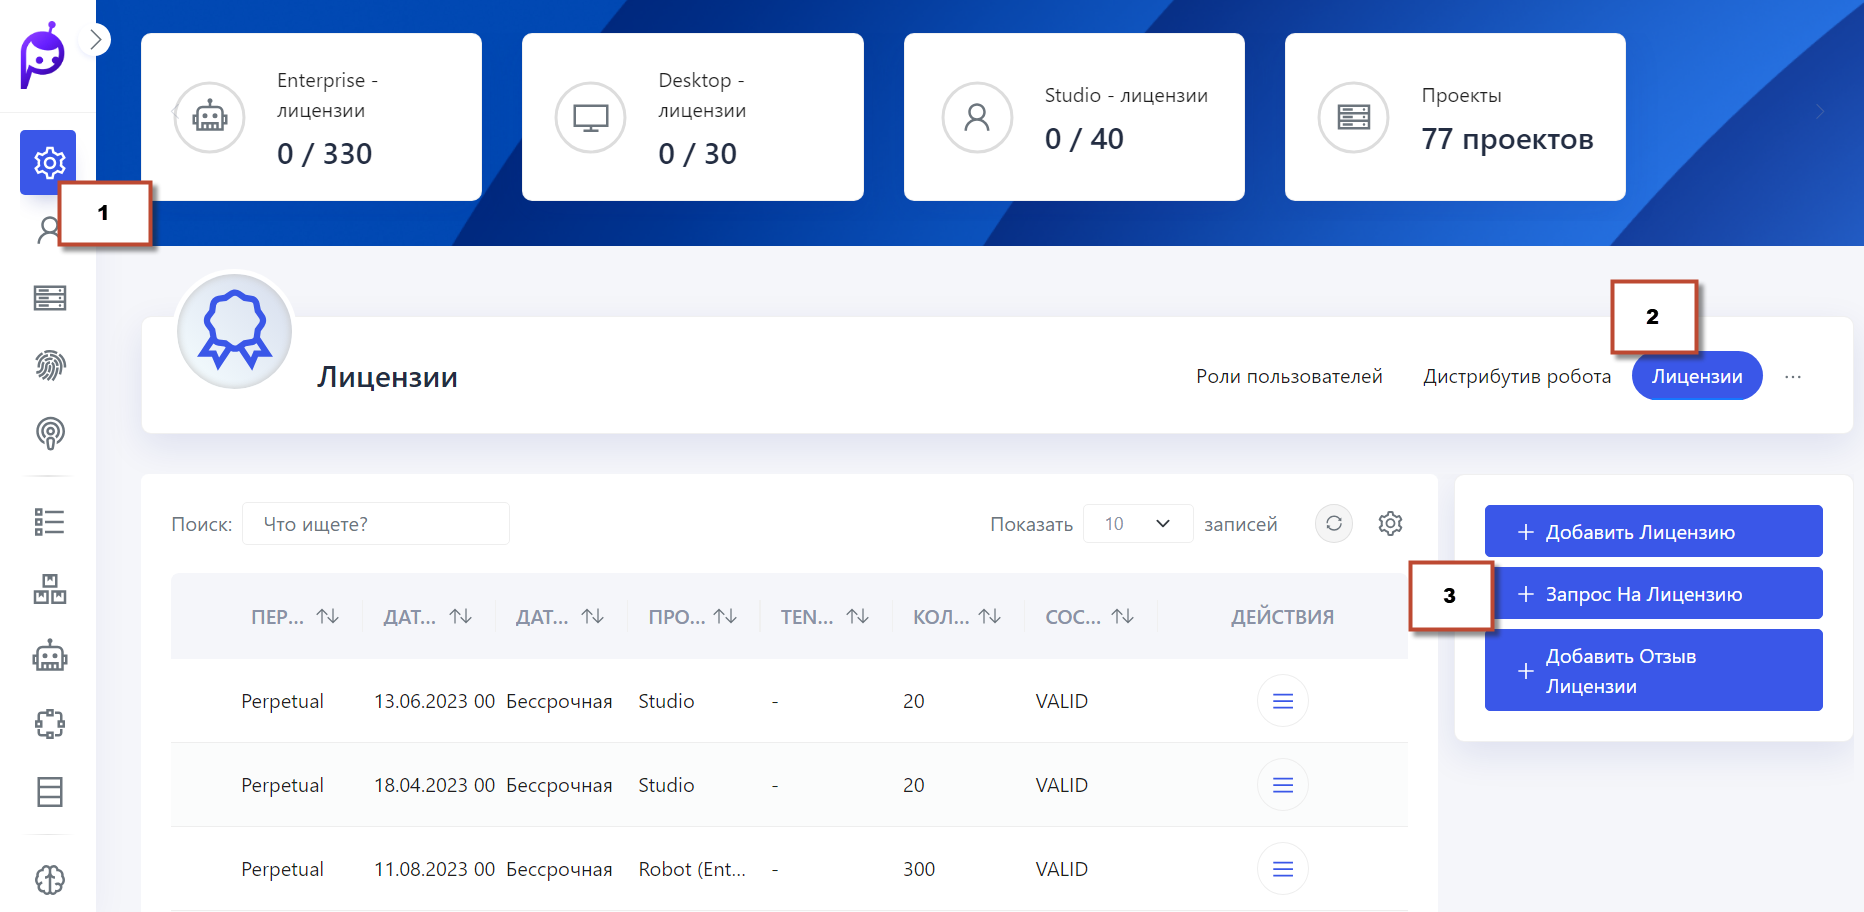 Enterprise -
лицензии
0 / 330
Desktop -
лицензии
0 / 30
Studio - лицензии
0 / 40
Проекты
77 проектов
1
2
Лицензии
Роли пользователей
Дистрибутив робота
Лицензии
...
Поиск:
Что ищете?
Показать
10
записей
+ Добавить Лицензию
3
+ Запрос На Лицензию
+ Добавить Отзыв
Лицензии
ПЕР... ДАТ... ДАТ... ПРО... TEN... КОЛ... СОС... ДЕЙСТВИЯ
Perpetual 13.06.2023 00 Бессрочная Studio - 20 VALID
Perpetual 18.04.2023 00 Бессрочная Studio - 20 VALID
Perpetual 11.08.2023 00 Бессрочная Robot (Ent... - 300 VALID